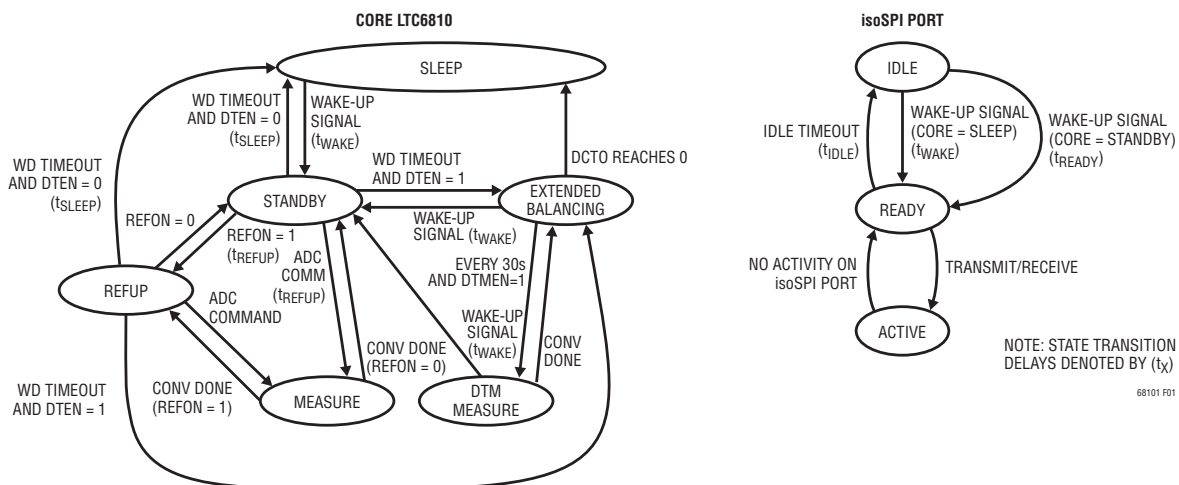 CORE LTC6810
isoSPI PORT
SLEEP
WD TIMEOUT
AND DTEN = 0
(tSLEEP)
WAKE-UP
SIGNAL
(tWAKE)
DCTO REACHES 0
WD TIMEOUT
AND DTEN = 0
(tSLEEP)
WD TIMEOUT
AND DTEN = 1
STANDBY
EXTENDED
BALANCING
WAKE-UP
SIGNAL (tWAKE)
REFON = 0
REFON = 1
(tREFUP)
ADC
COMM
(tREFUP)
EVERY 30s
AND DTMEN=1
REFUP
ADC
COMMAND
WAKE-UP
SIGNAL
(tWAKE)
CONV
DONE
CONV DONE
(REFON = 0)
WD TIMEOUT
AND DTEN = 1
CONV DONE
(REFON = 1)
MEASURE
DTM
MEASURE
IDLE
IDLE TIMEOUT
(tIDLE)
WAKE-UP SIGNAL
(CORE = SLEEP)
(tWAKE)
WAKE-UP SIGNAL
(CORE = STANDBY)
(tREADY)
READY
NO ACTIVITY ON
isoSPI PORT
TRANSMIT/RECEIVE
ACTIVE
NOTE: STATE TRANSITION
DELAYS DENOTED BY (tX)
68101 F01